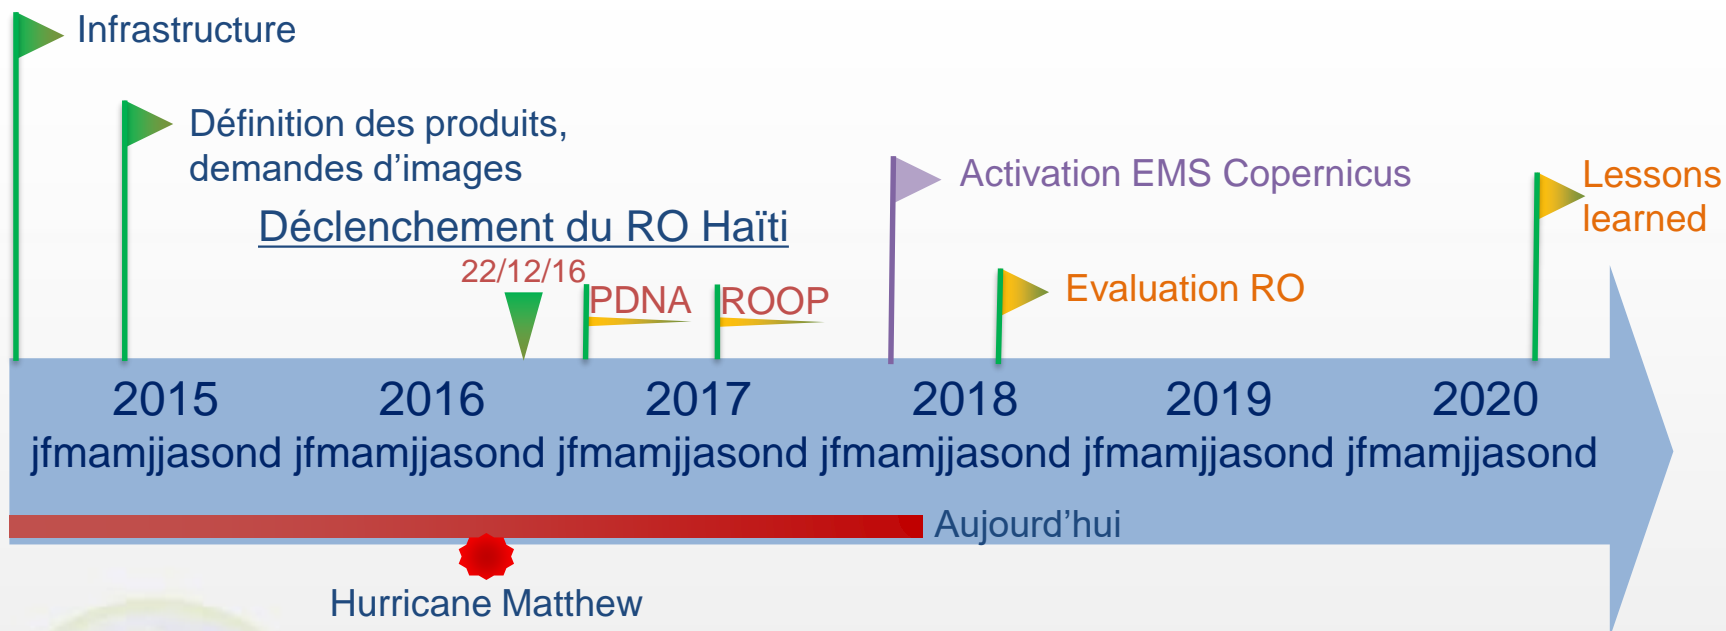 Infrastructure
Définition des produits,
demandes d’images
Déclenchement du RO Haïti
22/12/16
PDNA
ROOP
Activation EMS Copernicus
Evaluation RO
Lessons
learned
2015 2016 2017 2018 2019 2020
jfmamjjasond jfmamjjasond jfmamjjasond jfmamjjasond jfmamjjasond jfmamjjasond
Aujourd’hui
Hurricane Matthew